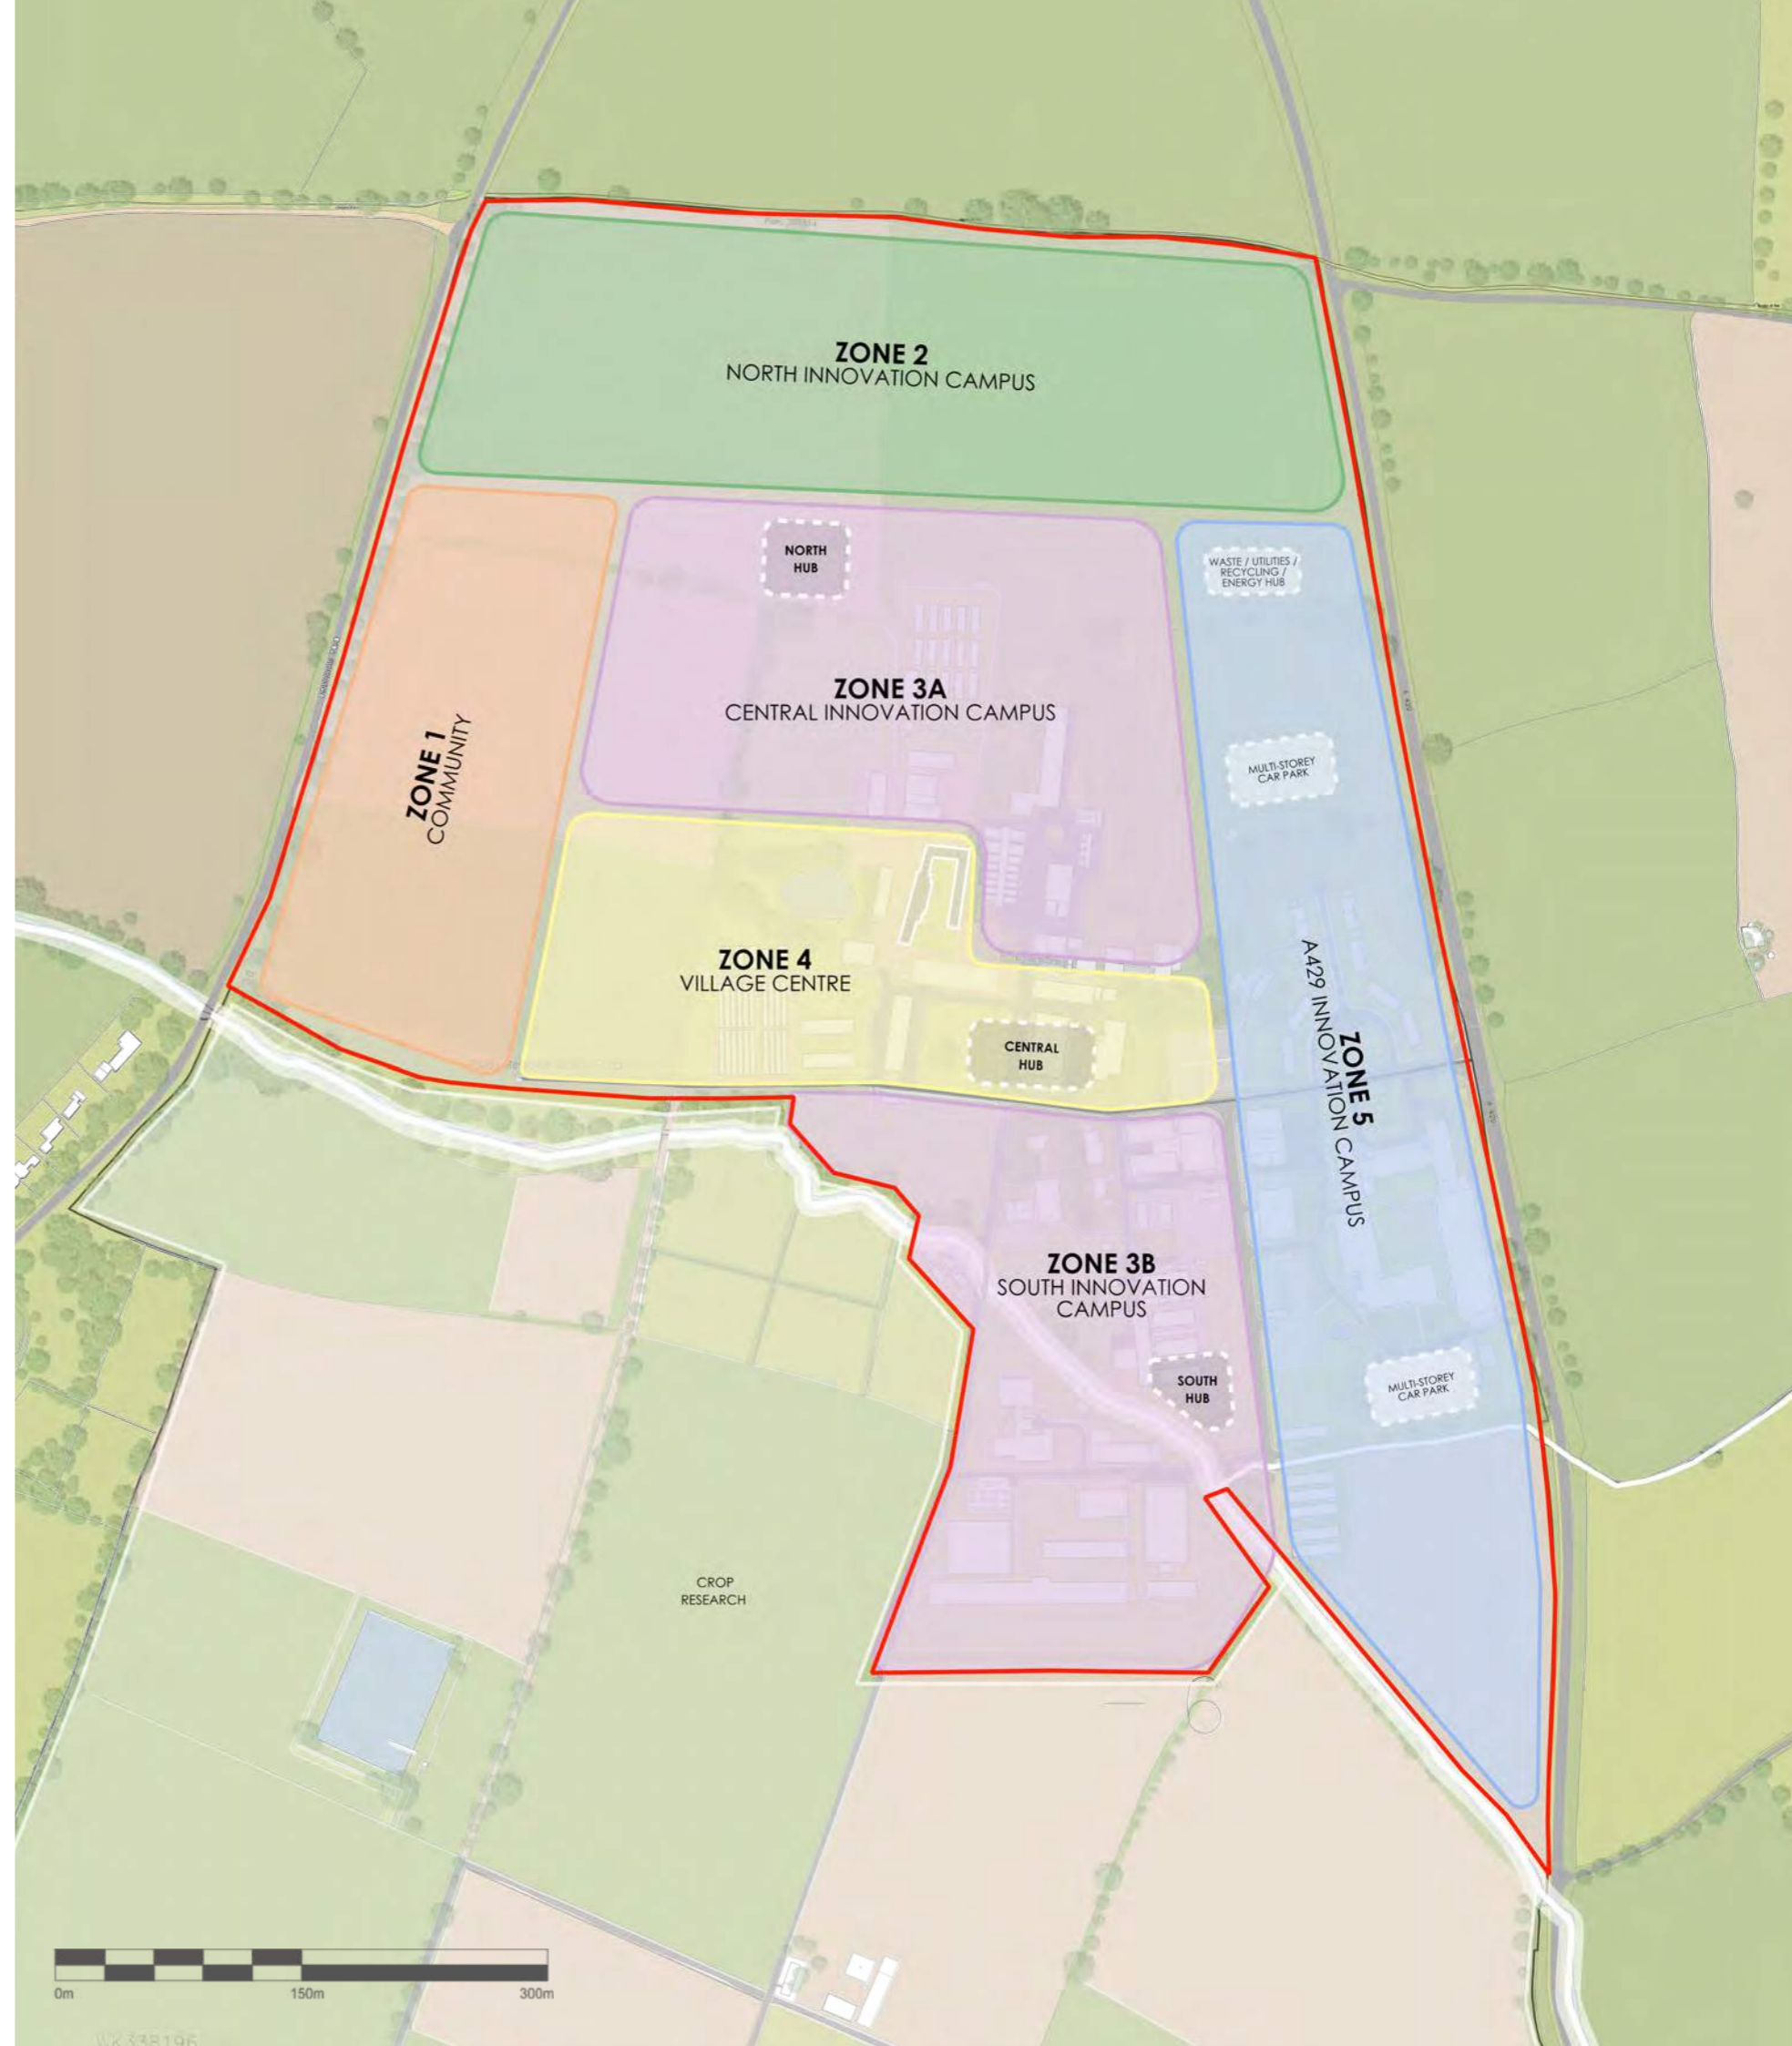 ZONE 2
NORTH INNOVATION CAMPUS
NORTH
HUB
WASTE / UTILITIES /
RECYCLING /
ENERGY HUB
ZONE 3A
CENTRAL INNOVATION CAMPUS
ZONE 1
COMMUNITY
MULTI-STOREY
CAR PARK
ZONE 4
VILLAGE CENTRE
CENTRAL
HUB
ZONE 5
A429 INNOVATION CAMPUS
ZONE 3B
SOUTH INNOVATION
CAMPUS
SOUTH
HUB
MULTI-STOREY
CAR PARK
CROP
RESEARCH
0m
150m
300m
WK338196